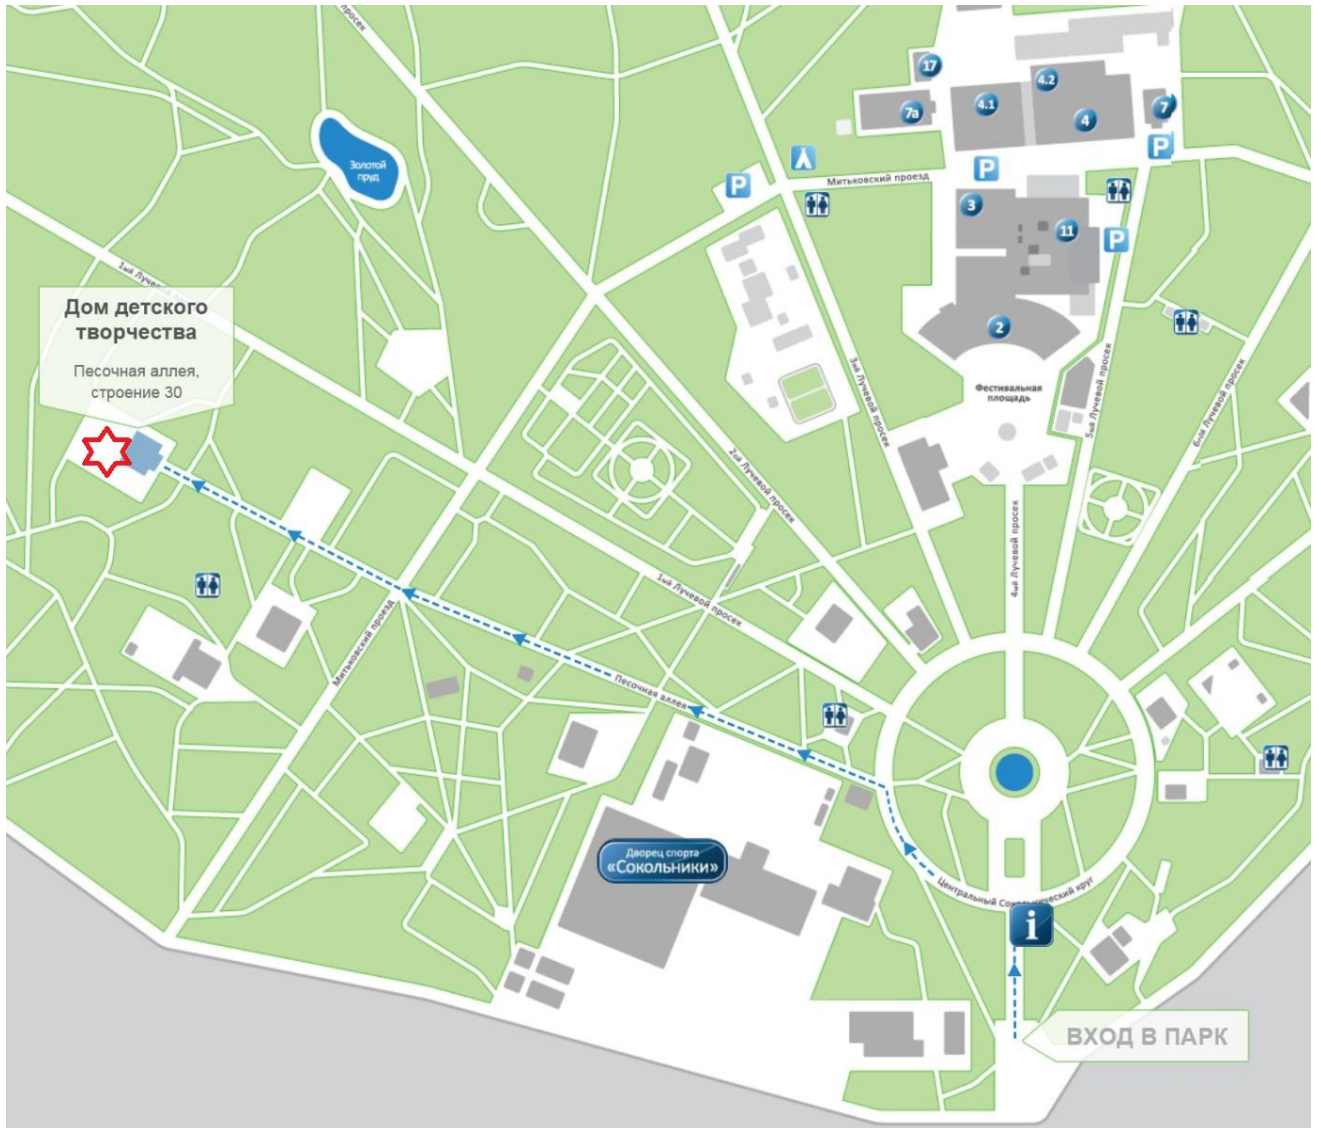 просек
17
4.2
4.1
7а
4
7
P
P
P
Митьковский проезд
3
11
P
Золотой
пруд
1ый Луче
Дом детского
творчества
Песочная аллея,
строение 30
2
Фестивальная
площадь
3ий Лучевой просек
5ый Лучевой просек
6ой Лучевой просек
2ой Лучевой просек
4ый Лучевой просек
1ый Лучевой просек
Митьковский проезд
Песочная аллея
Дворец спорта
«Сокольники»
Центральный Сокольнический круг
i
ВХОД В ПАРК